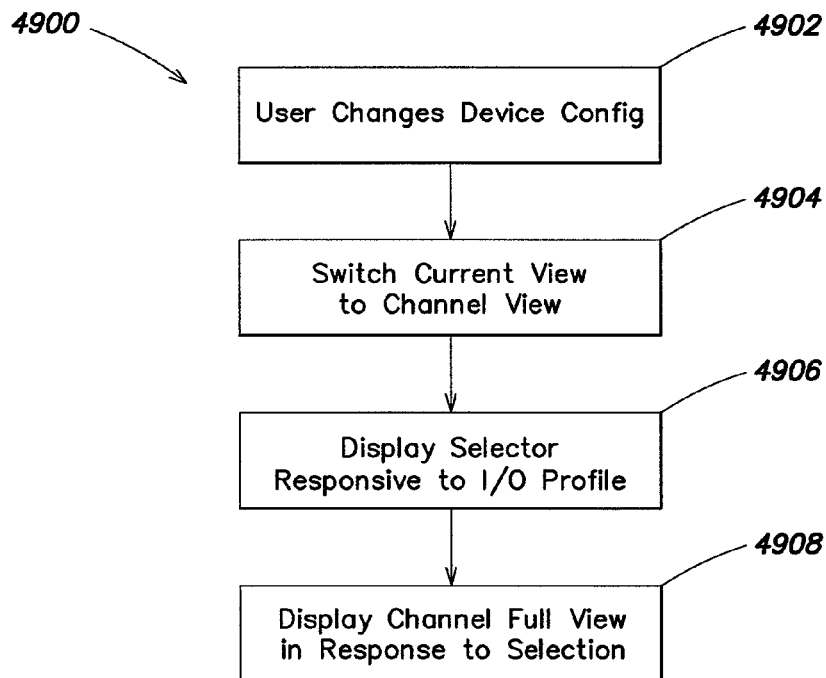 4900
4902
User Changes Device Config
4904
Switch Current View
to Channel View
4906
Display Selector
Responsive to I/O Profile
4908
Display Channel Full View
in Response to Selection